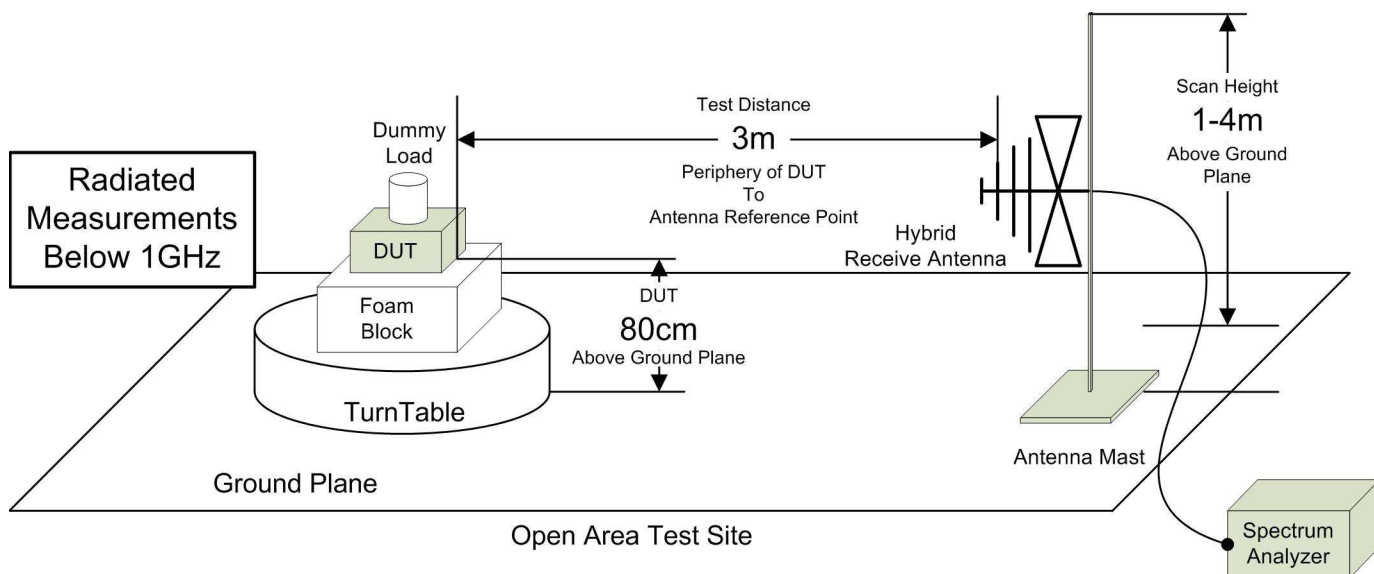 Radiated
Measurements
Below 1GHz
Dummy
Load
DUT
Foam
Block
TurnTable
Ground Plane
Test Distance
3m
Periphery of DUT
To
Antenna Reference Point
DUT
80cm
Above Ground Plane
Hybrid
Receive Antenna
Scan Height
1-4m
Above Ground
Plane
Antenna Mast
Open Area Test Site
Spectrum
Analyzer